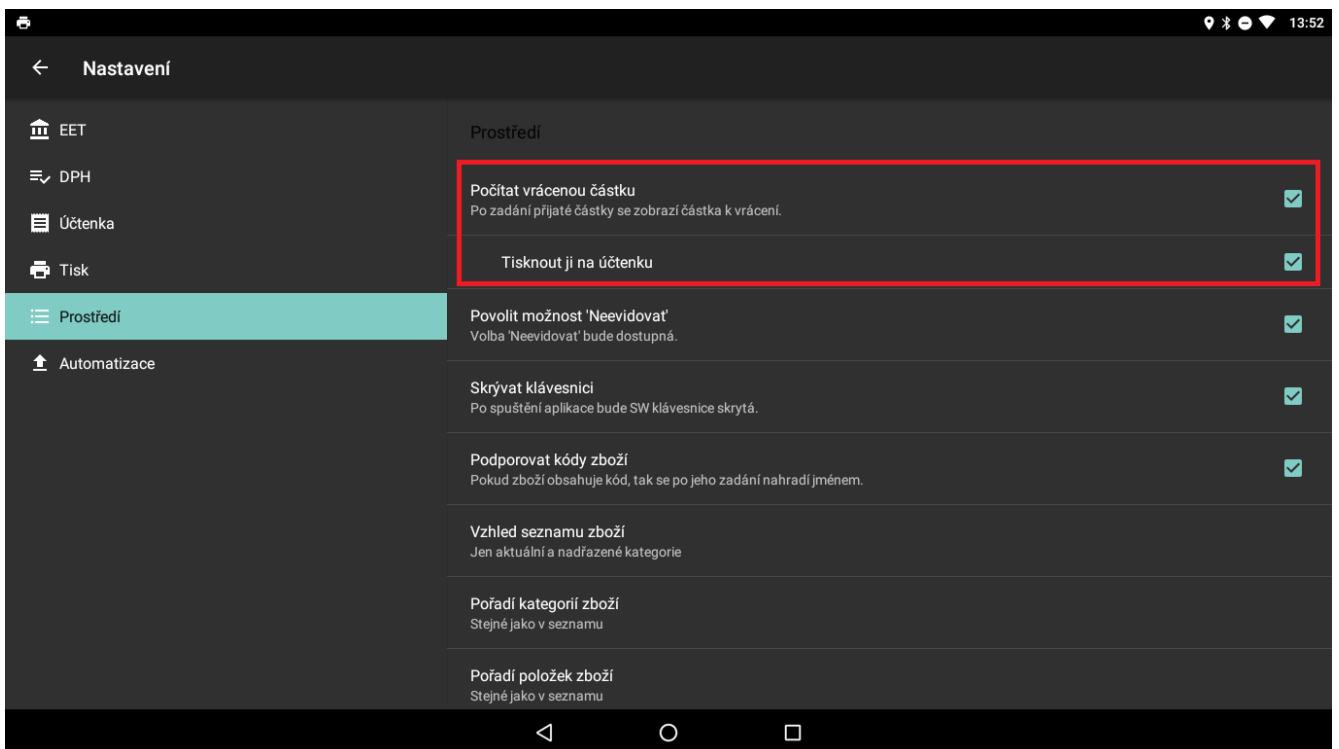 13:52
Nastavení
EET
DPH
Účtenka
Tisk
Prostředí
Automatizace
Prostředí
Počítat vrácenou částku
Po zadání přijaté částky se zobrazí částka k vrácení.
Tisknout ji na účtenku
Povolit možnost 'Neevidovat'
Volba 'Neevidovat' bude dostupná.
Skrývat klávesnici
Po spuštění aplikace bude SW klávesnice skrytá.
Podporovat kódy zboží
Pokud zboží obsahuje kód, tak se po jeho zadání nahradí jménem.
Vzhled seznamu zboží
Jen aktuální a nadřazené kategorie
Pořadí kategorií zboží
Stejné jako v seznamu
Pořadí položek zboží
Stejné jako v seznamu